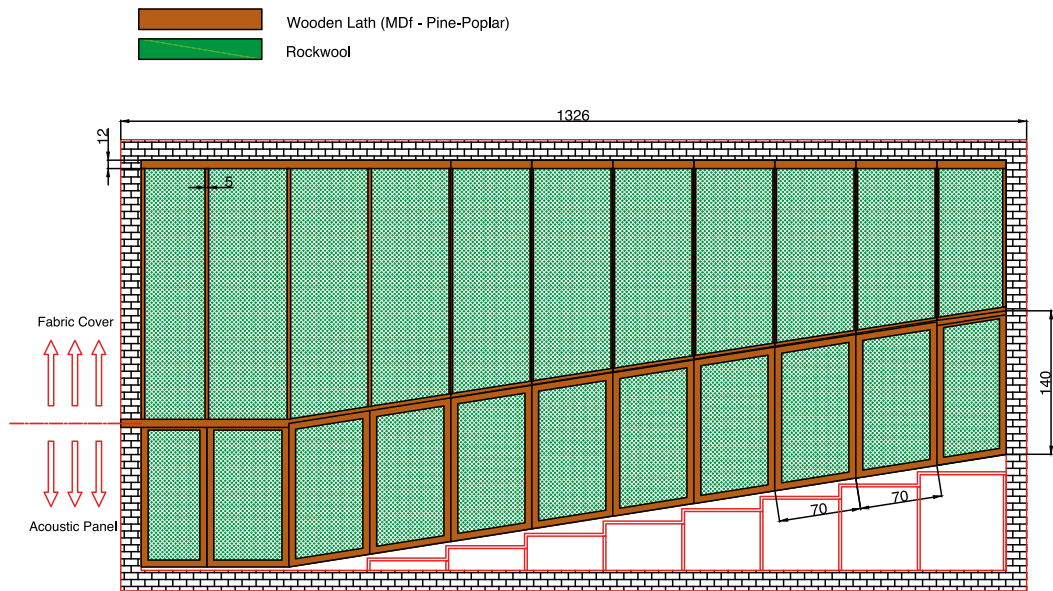 Wooden Lath (MDf - Pine-Poplar)
Rockwool
1326
12
5
Fabric Cover
140
70
70
Acoustic Panel